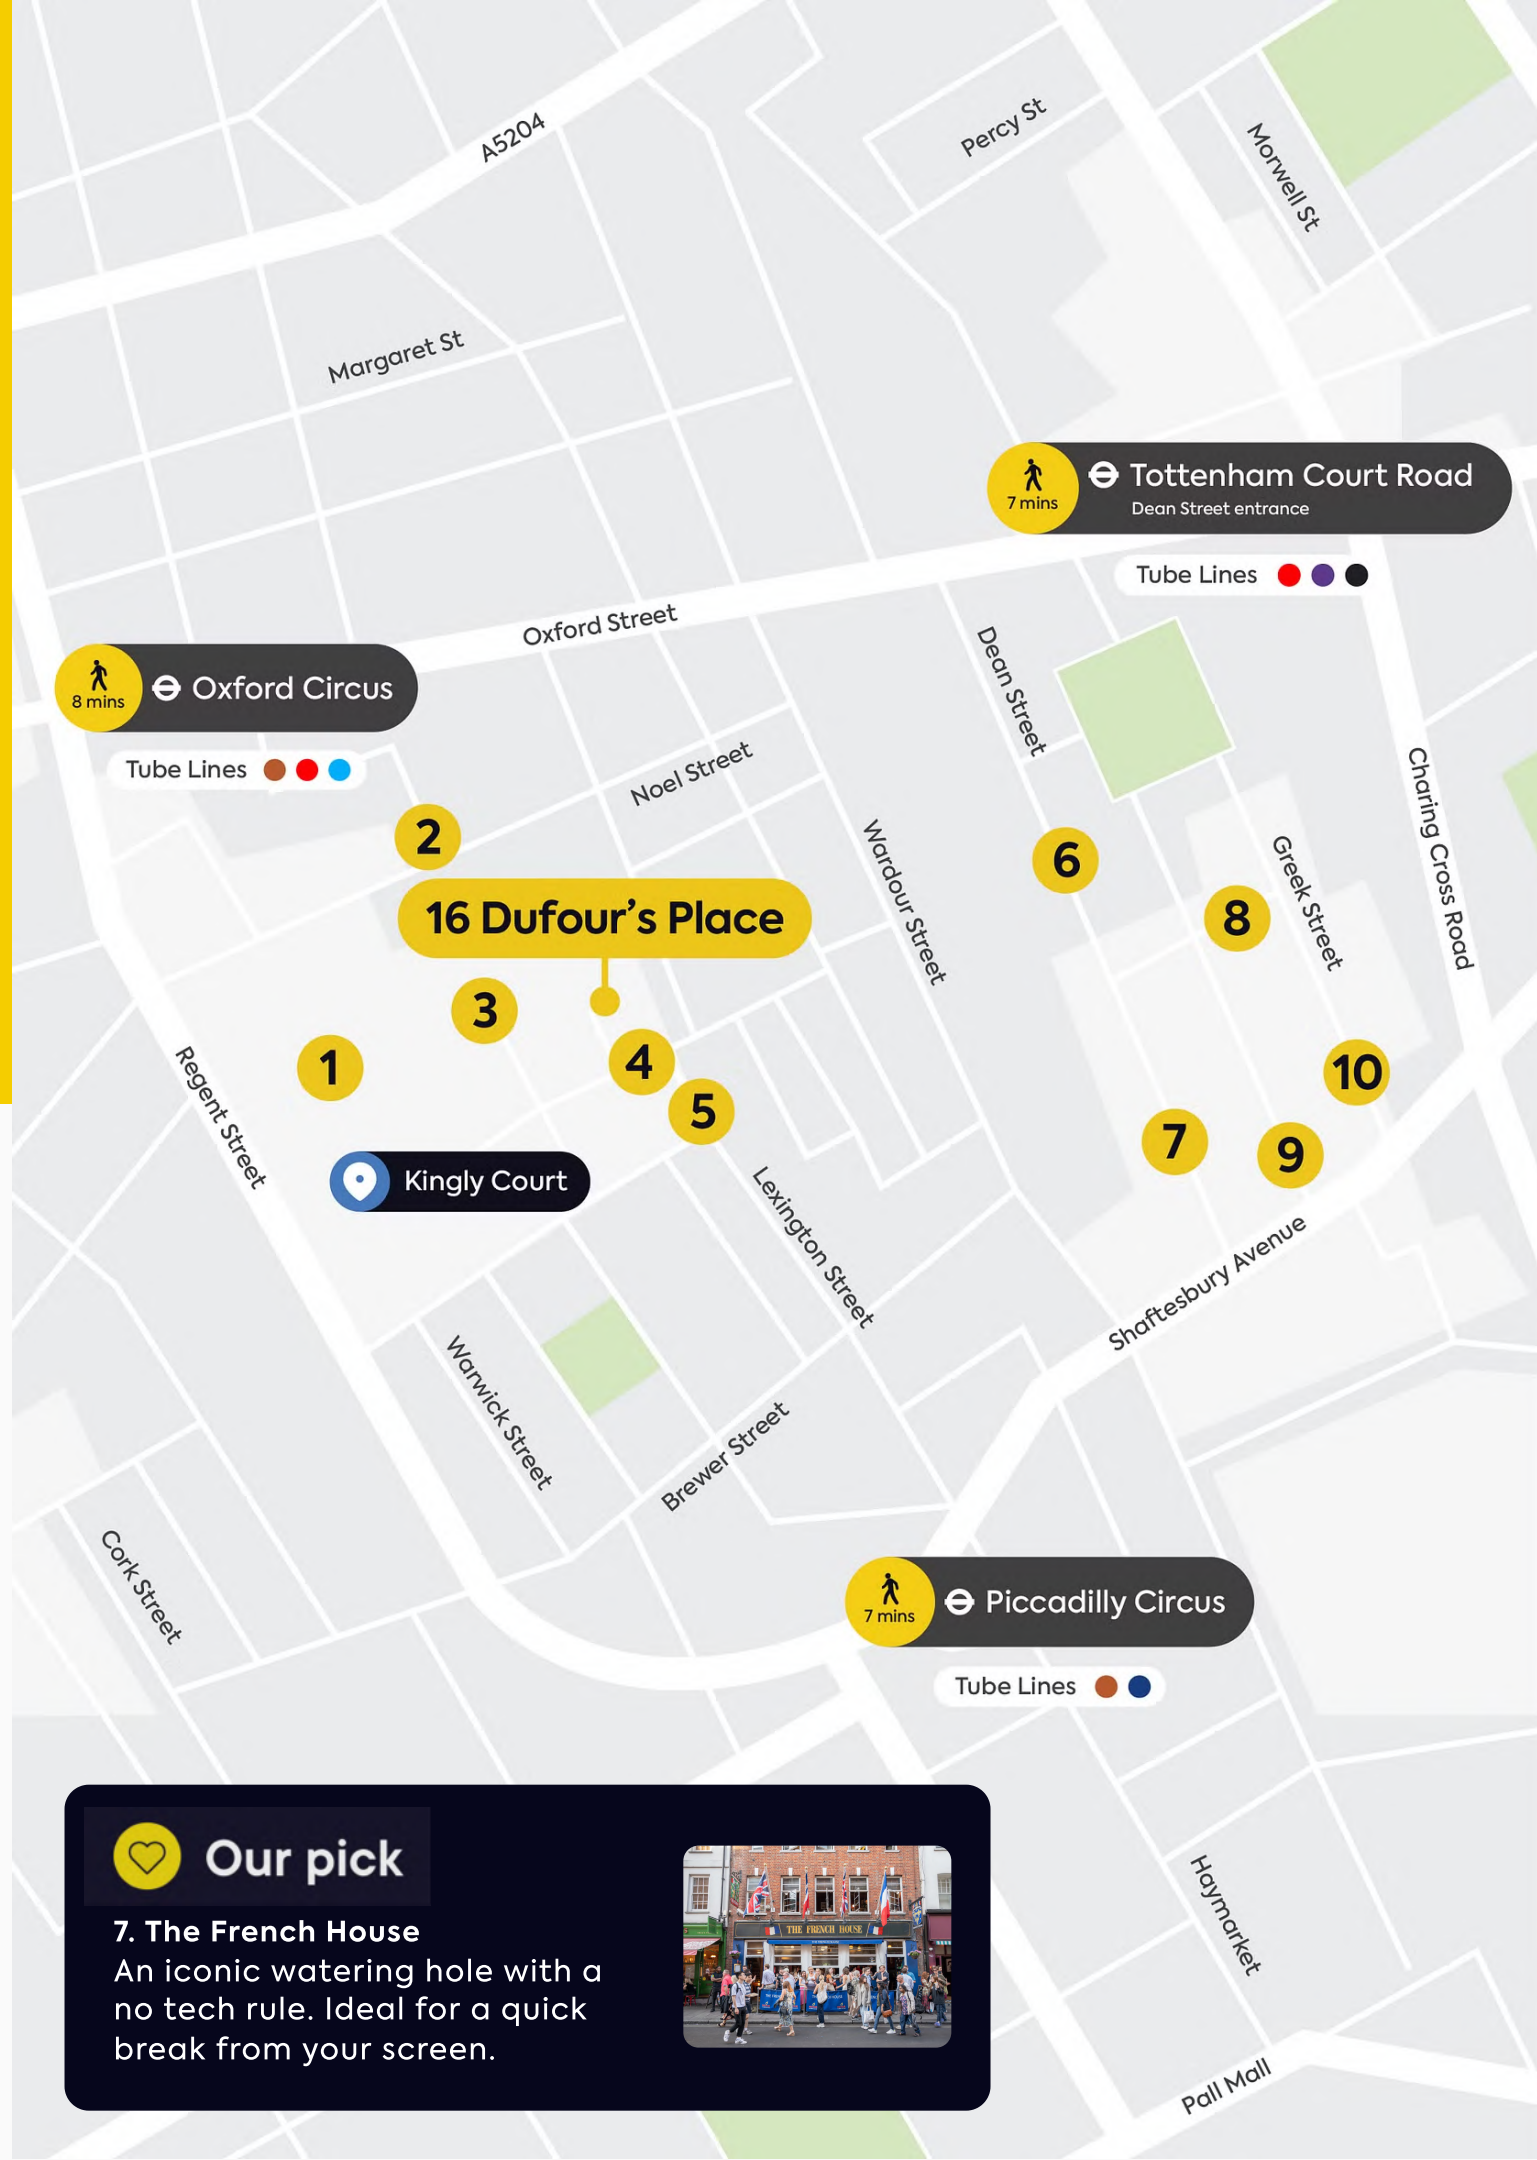 A5204
Percy St
Morwell St
Margaret St
7 mins
Tottenham Court Road
Dean Street entrance
Tube Lines
Oxford Street
Dean Street
8 mins
Oxford Circus
Tube Lines
Noel Street
Charing Cross Road
2
Wardour Street
6
Greek Street
16 Dufour's Place
8
3
1
4
10
5
Regent Street
7
9
Kingly Court
Lexington Street
Shaftesbury Avenue
Warwick Street
Brewer Street
Cork Street
7 mins
Piccadilly Circus
Tube Lines
Our pick
7. The French House
An iconic watering hole with a
no tech rule. Ideal for a quick
break from your screen.
THE FRENCH HOUSE
Haymarket
Pall Mall